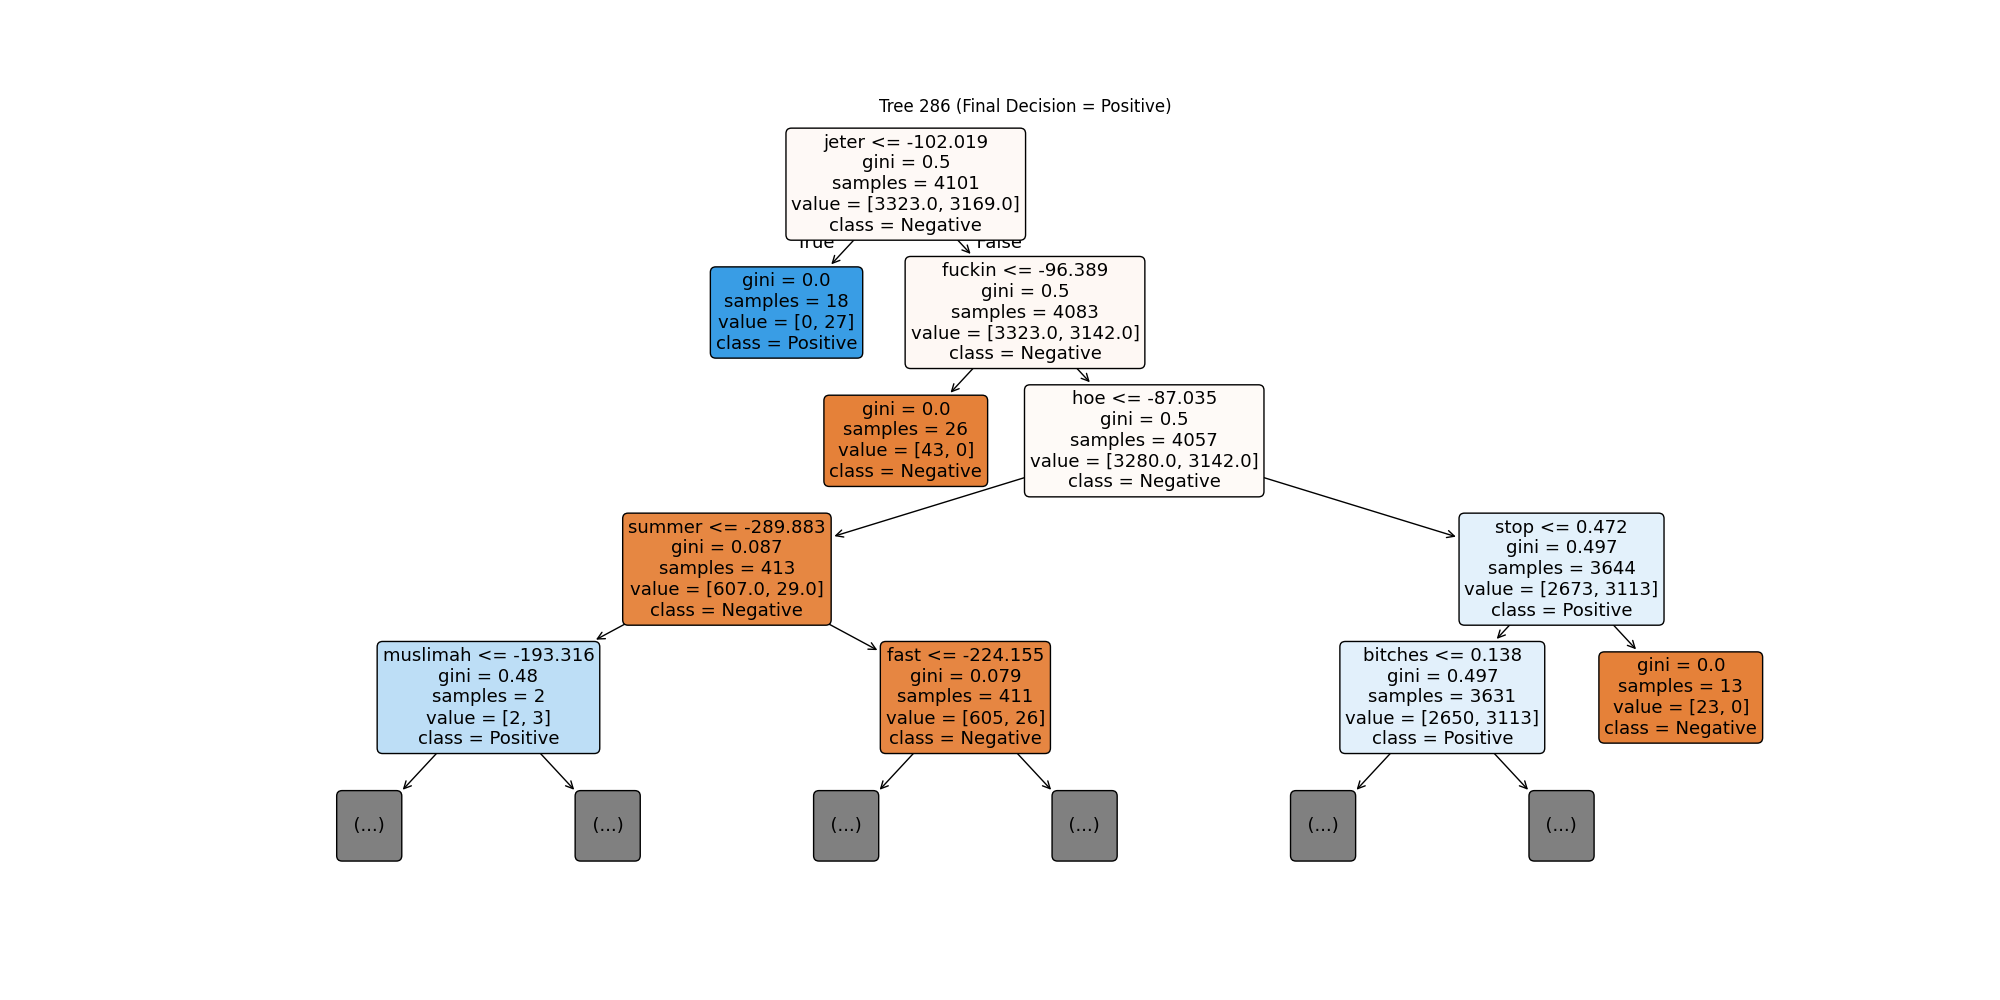 Tree 286 (Final Decision = Positive)
jeter <= -102.019
gini = 0.5
samples = 4101
value = [3323.0, 3169.0]
class = Negative
True
False
gini = 0.0
samples = 18
value = [0, 27]
class = Positive
fuckin <= -96.389
gini = 0.5
samples = 4083
value = [3323.0, 3142.0]
class = Negative
gini = 0.0
samples = 26
value = [43, 0]
class = Negative
hoe <= -87.035
gini = 0.5
samples = 4057
value = [3280.0, 3142.0]
class = Negative
summer <= -289.883
gini = 0.087
samples = 413
value = [607.0, 29.0]
class = Negative
stop <= 0.472
gini = 0.497
samples = 3644
value = [2673, 3113]
class = Positive
muslimah <= -193.316
gini = 0.48
samples = 2
value = [2, 3]
class = Positive
fast <= -224.155
gini = 0.079
samples = 411
value = [605, 26]
class = Negative
bitches <= 0.138
gini = 0.497
samples = 3631
value = [2650, 3113]
class = Positive
gini = 0.0
samples = 13
value = [23, 0]
class = Negative
(...)
(...)
(...)
(...)
(...)
(...)